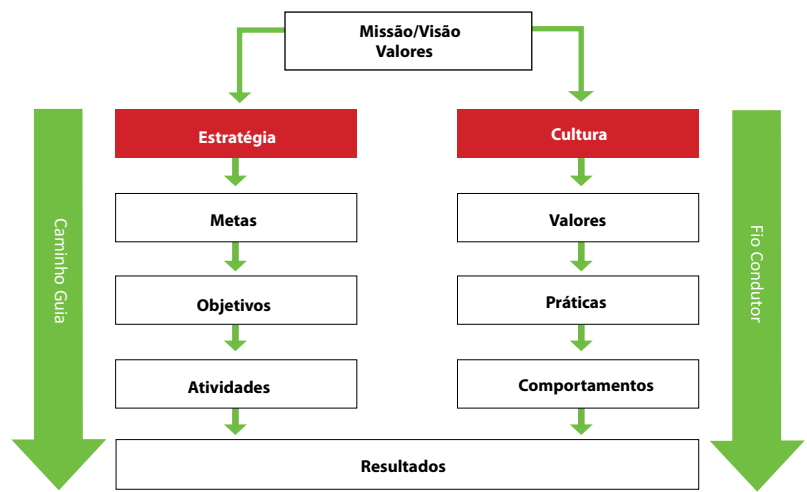 Missão/Visão
Valores
Estratégia
Cultura
Metas
Valores
Objetivos
Práticas
Atividades
Comportamentos
Resultados
Caminho Guia
Fio Condutor